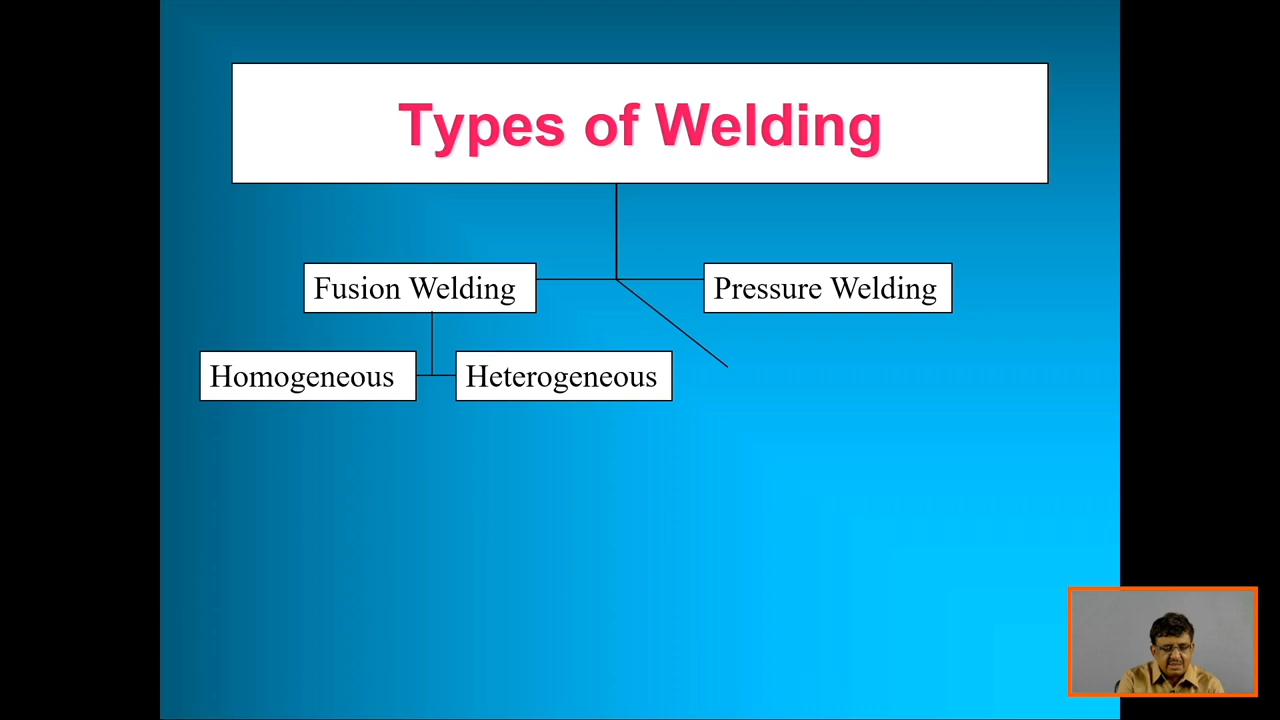 Types of Welding
Fusion Welding
Pressure Welding
Homogeneous
Heterogeneous